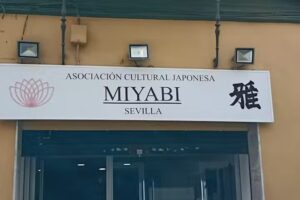 ASOCIACIÓN CULTURAL JAPONESA
MIYABI
SEVILLA
雅